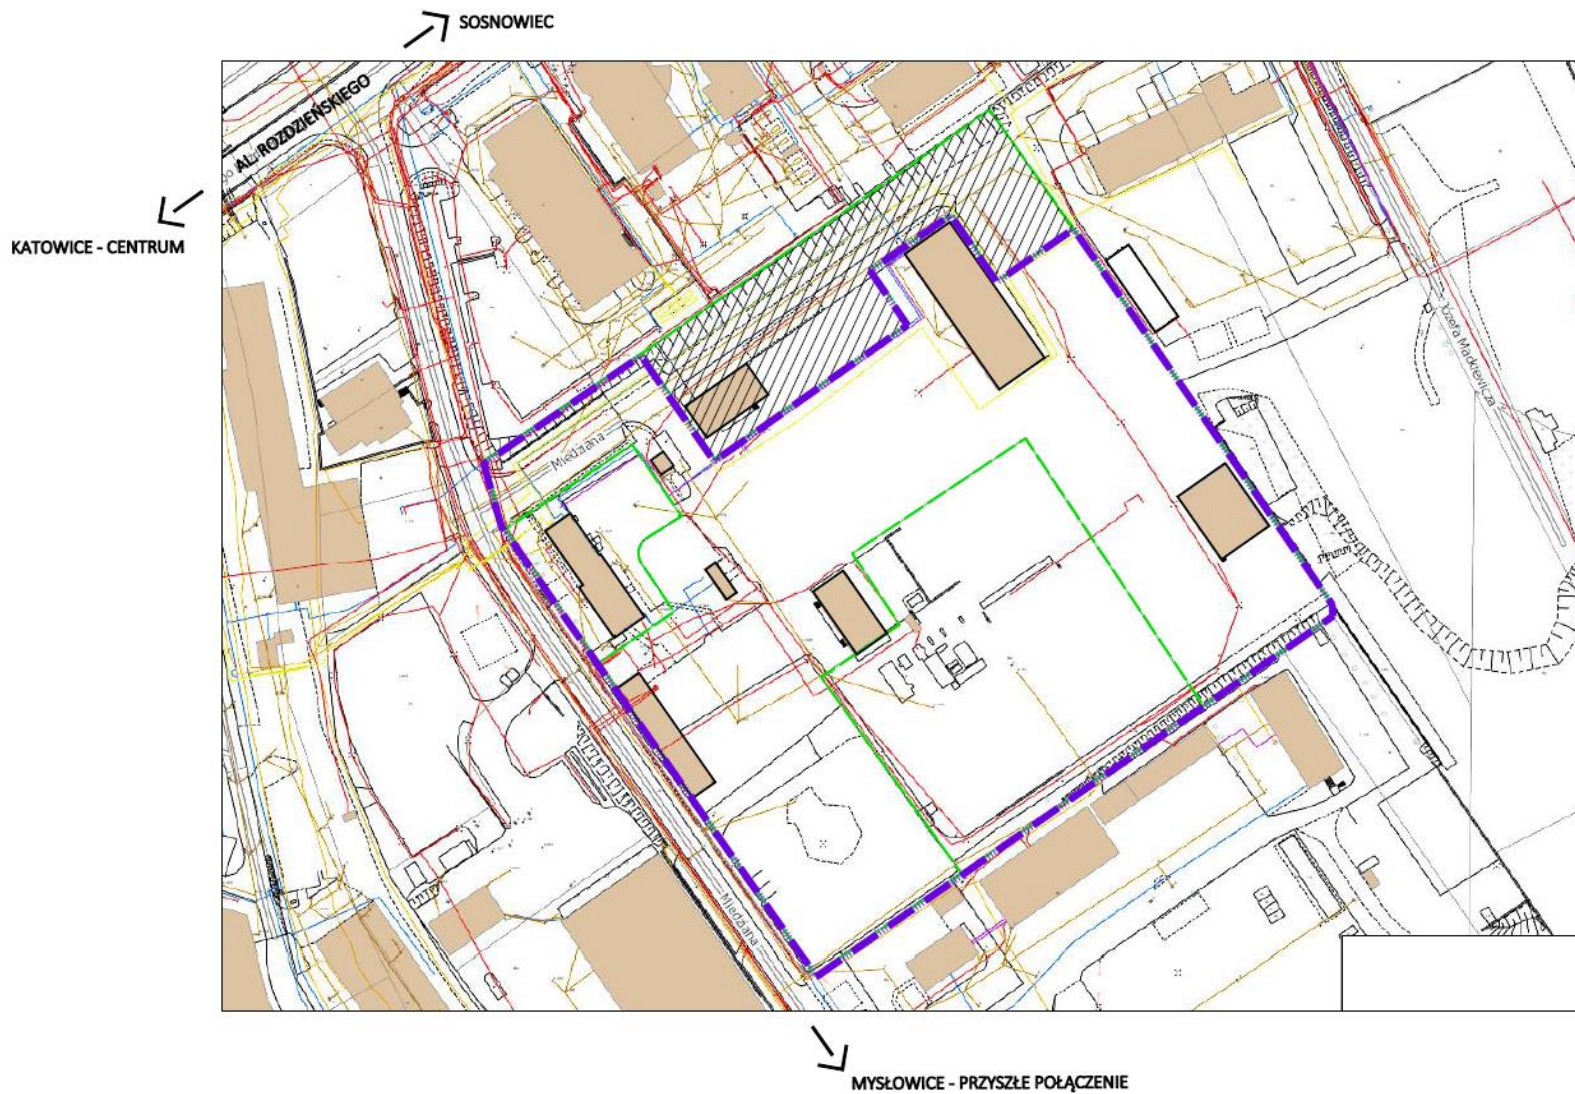 SOSNOWIEC
AL. ROZDZIEŃSKIEGO
KATOWICE - CENTRUM
Józefa Mackiewicza
Miedziana
Miedziana
MYSŁOWICE - PRZYSZŁE POŁĄCZENIE